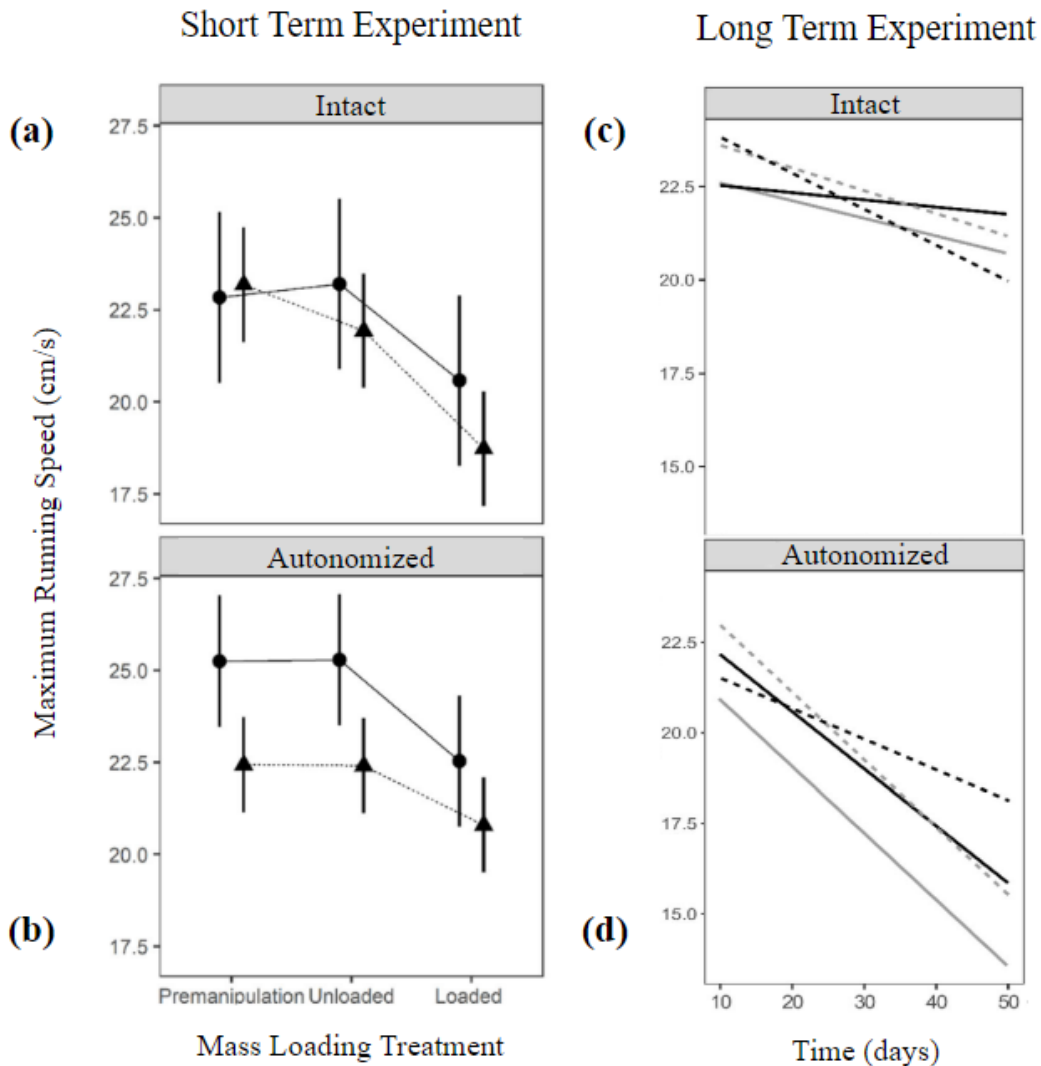 Short Term Experiment
Long Term Experiment
(a)
Intact
27.5
25.0
22.5
20.0
17.5
(c)
Intact
22.5
20.0
17.5
15.0
Maximum Running Speed (cm/s)
(b)
Autonomized
27.5
25.0
22.5
20.0
17.5
Premanipulation Unloaded Loaded
Mass Loading Treatment
(d)
Autonomized
22.5
20.0
17.5
15.0
10 20 30 40 50
Time (days)